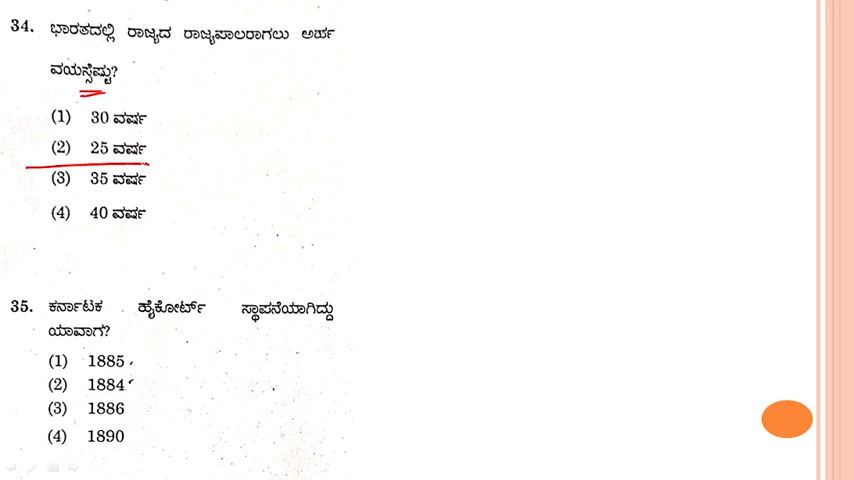 34. ಭಾರತದಲ್ಲಿ ರಾಜ್ಯದ ರಾಜ್ಯಪಾಲರಾಗಲು ಅರ್ಹ
ವಯಸ್ಸೆಷ್ಟು?
(1) 30 ವರ್ಷ
(2) 25 ವರ್ಷ
(3) 35 ವರ್ಷ
(4) 40 ವರ್ಷ
35. ಕರ್ನಾಟಕ ಹೈಕೋರ್ಟ್ ಸ್ಥಾಪನೆಯಾಗಿದ್ದು
ಯಾವಾಗ?
(1) 1885
(2) 1884
(3) 1886
(4) 1890